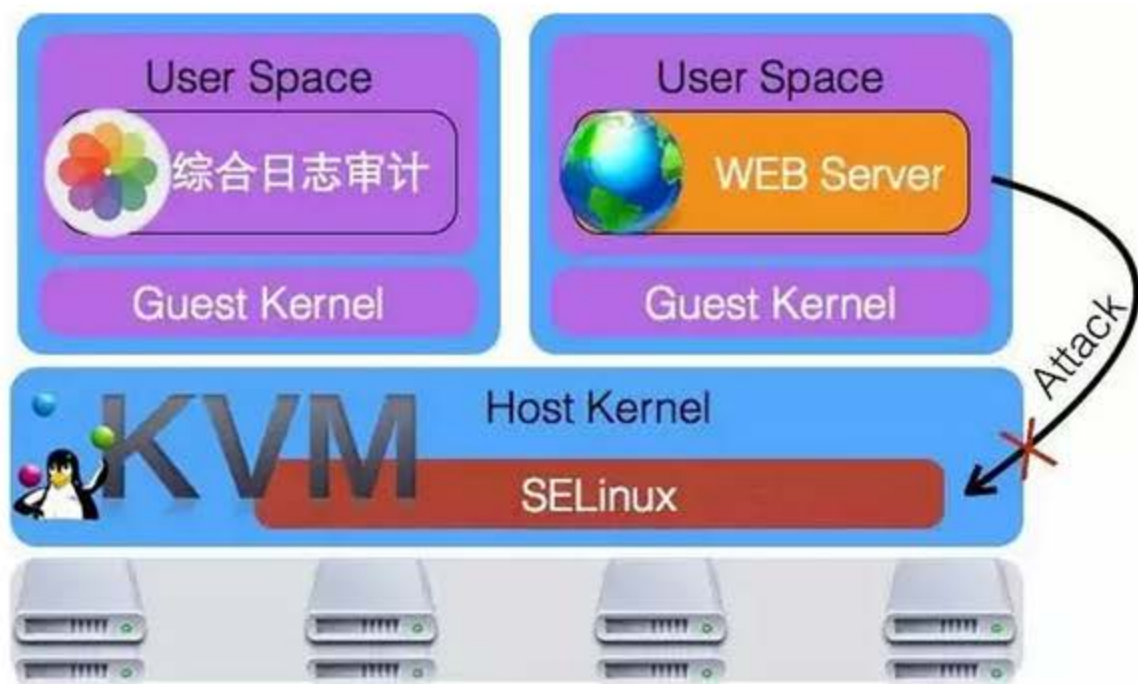 User Space
综合日志审计
Guest Kernel
User Space
WEB Server
Guest Kernel
Attack
KVM
Host Kernel
SELinux